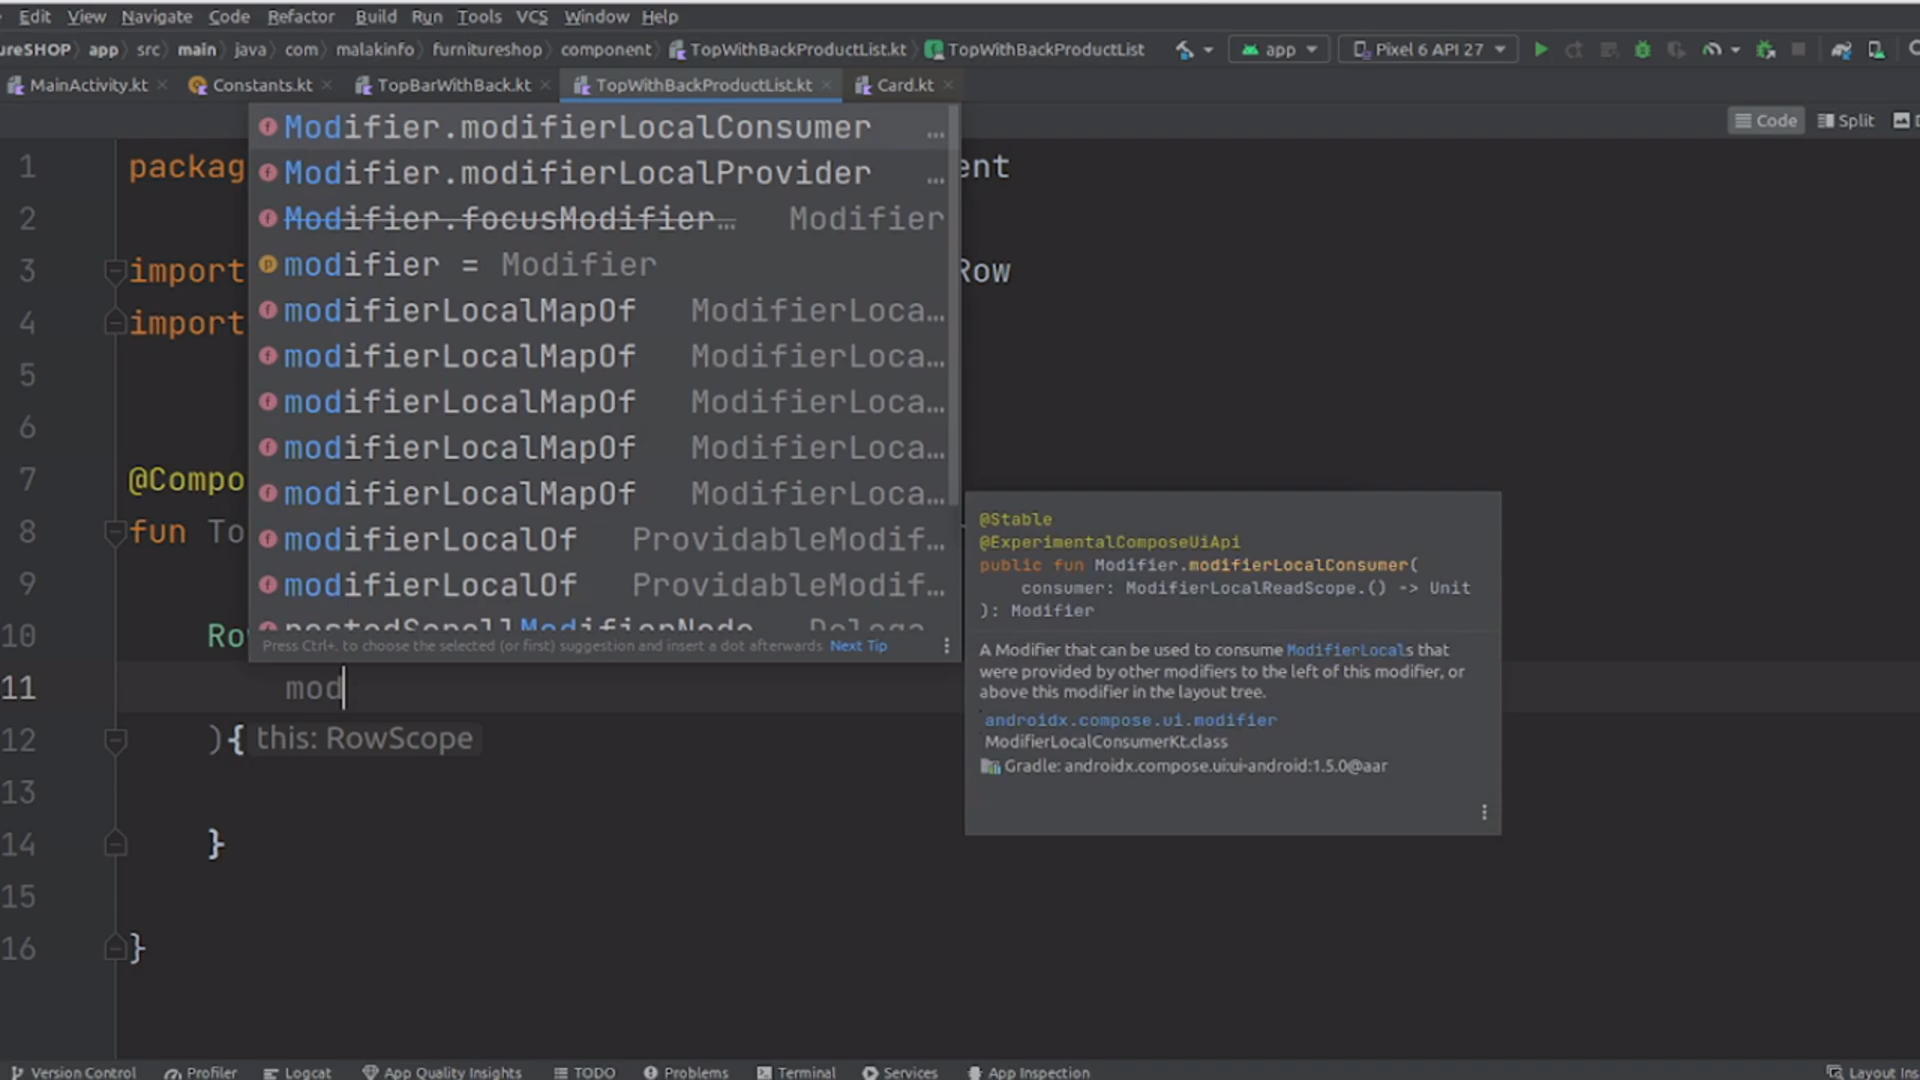 Edit View Navigate Code Refactor Build Run Tools VCS Window Help
ureSHOP app src main java com malakinfo furnitureshop component TopWithBackProductList.kt TopWithBackProductList app Pixel 6 API 27
MainActivity.kt Constants.kt TopBarWithBack.kt TopWithBackProductList.kt Card.kt
Code Split
Modifier.modifierLocalConsumer ...
Modifier.modifierLocalProvider ...
Modifier.focusModifier… Modifier
modifier = Modifier
modifierLocalMapOf ModifierLoca…
modifierLocalMapOf ModifierLoca…
modifierLocalMapOf ModifierLoca…
modifierLocalMapOf ModifierLoca…
modifierLocalMapOf ModifierLoca…
modifierLocalOf ProvidableModif…
modifierLocalOf ProvidableModif…
nestedScrollModifierNode Delega
Press Ctrl+. to choose the selected (or first) suggestion and insert a dot afterwards Next Tip
1 packag ent
2
3 import Row
4 import
5
6
7 @Compo
8 fun To
9
10 Ro
11 mod
12 ){ this: RowScope
13
14 }
15
16 }
@Stable
@ExperimentalComposeUiApi
public fun Modifier.modifierLocalConsumer(
consumer: ModifierLocalReadScope.() -> Unit
): Modifier
A Modifier that can be used to consume ModifierLocals that
were provided by other modifiers to the left of this modifier, or
above this modifier in the layout tree.
androidx.compose.ui.modifier
ModifierLocalConsumerKt.class
Gradle: androidx.compose.ui:ui-android:1.5.0@aar
Version Control Profiler Logcat App Quality Insights TODO Problems Terminal Services App Inspection Layout Ins